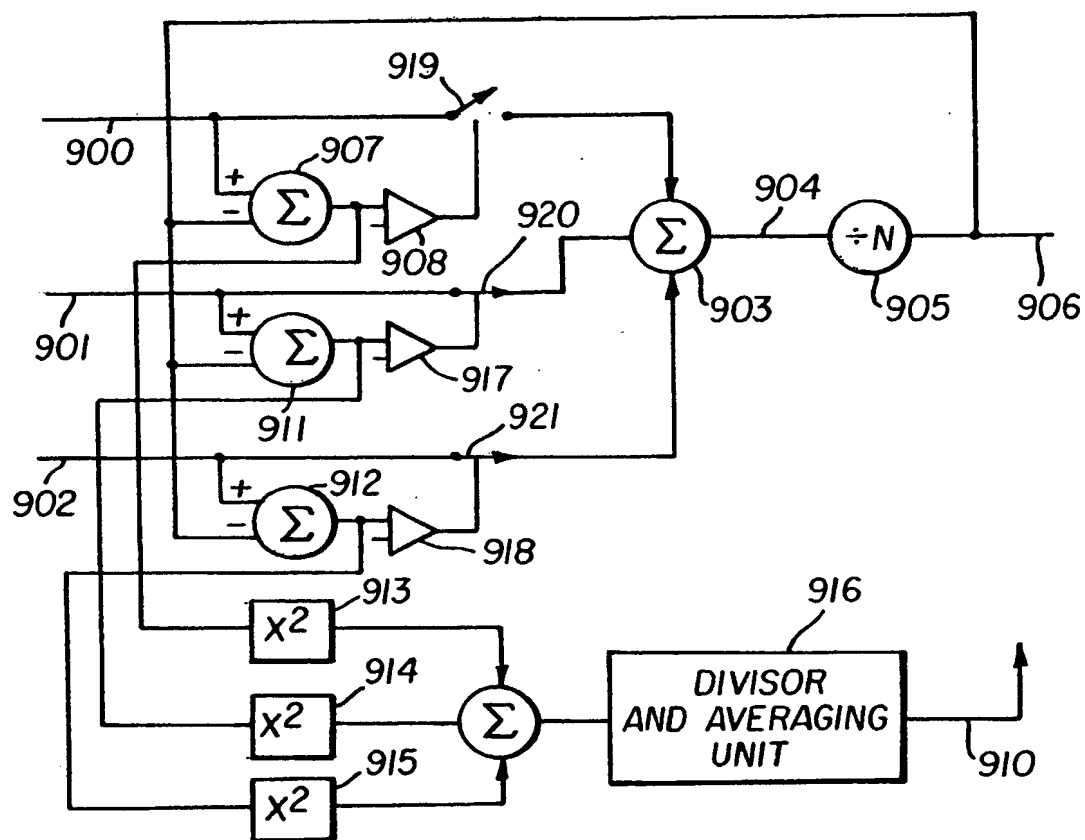 919
900
907
+
-
Σ
908
920
904
÷N
Σ
903
905
906
901
+
-
Σ
911
917
921
902
+
912
-
Σ
918
913
X2
916
914
X2
Σ
DIVISOR
AND AVERAGING
UNIT
910
915
X2